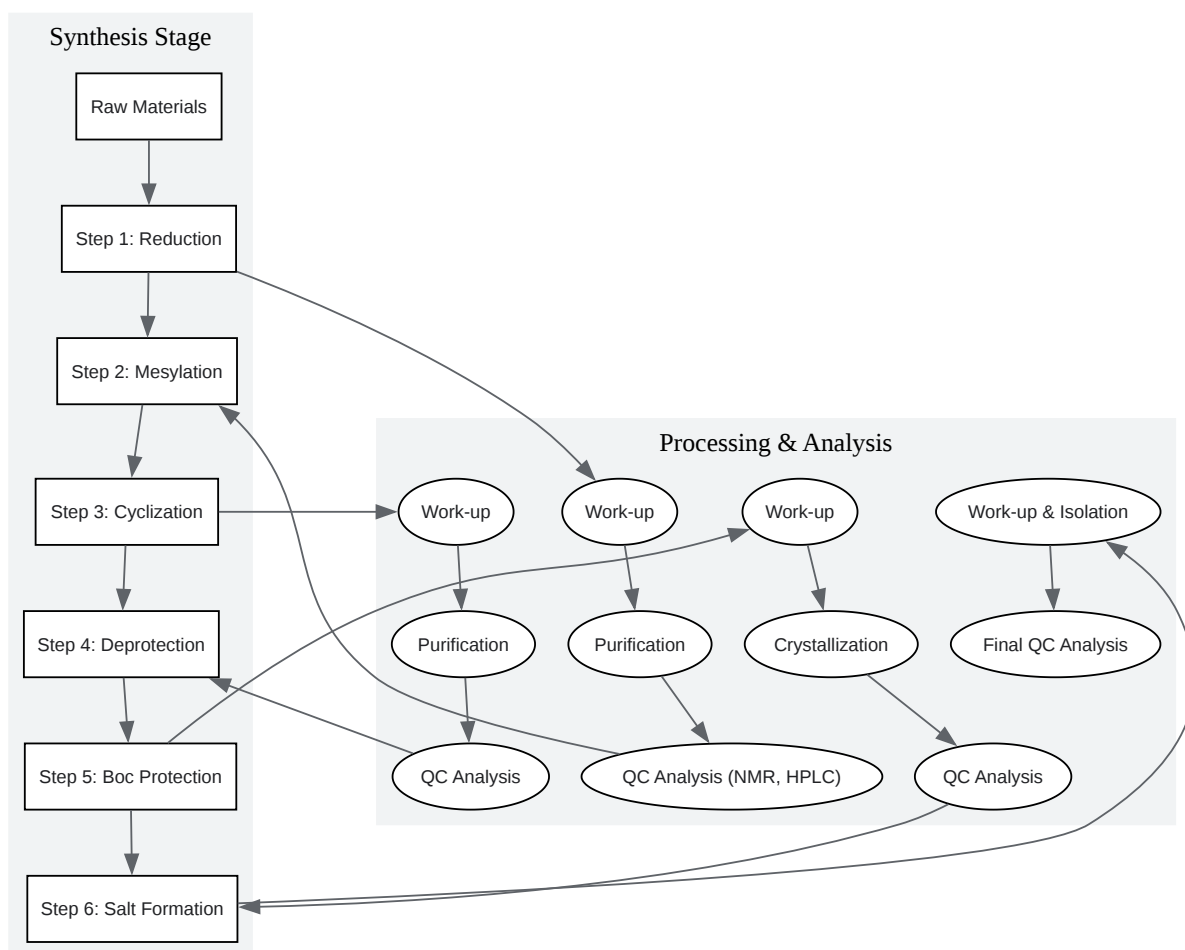 Synthesis Stage
Raw Materials
Step 1: Reduction
Step 2: Mesylation
Step 3: Cyclization
Step 4: Deprotection
Step 5: Boc Protection
Step 6: Salt Formation
Processing & Analysis
Work-up
Work-up
Work-up
Work-up & Isolation
Purification
Purification
Crystallization
Final QC Analysis
QC Analysis
QC Analysis (NMR, HPLC)
QC Analysis